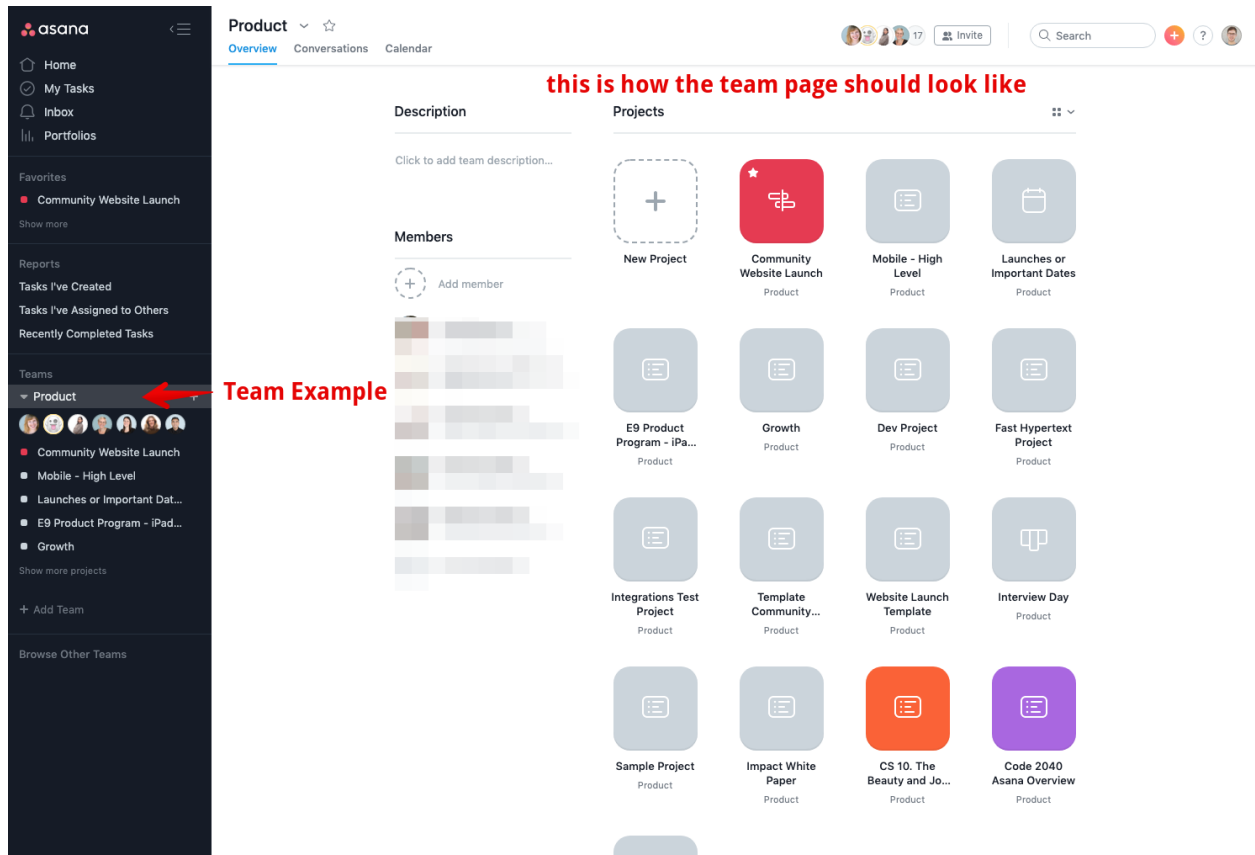 asana
Home
My Tasks
Inbox
Portfolios
Favorites
Community Website Launch
Show more
Reports
Tasks I've Created
Tasks I've Assigned to Others
Recently Completed Tasks
Teams
Product
Community Website Launch
Mobile - High Level
Launches or Important Dat...
E9 Product Program - iPad...
Growth
Show more projects
+ Add Team
Browse Other Teams
Product
Overview Conversations Calendar
17 Invite
Search
?
this is how the team page should look like
Team Example
Description
Click to add team description...
Members
Add member
Projects
New Project
Community
Website Launch
Product
Mobile - High
Level
Product
Launches or
Important Dates
Product
E9 Product
Program - iPa...
Product
Growth
Product
Dev Project
Product
Fast Hypertext
Project
Product
Integrations Test
Project
Product
Template
Community...
Product
Website Launch
Template
Product
Interview Day
Product
Sample Project
Product
Impact White
Paper
Product
CS 10. The
Beauty and Jo...
Product
Code 2040
Asana Overview
Product